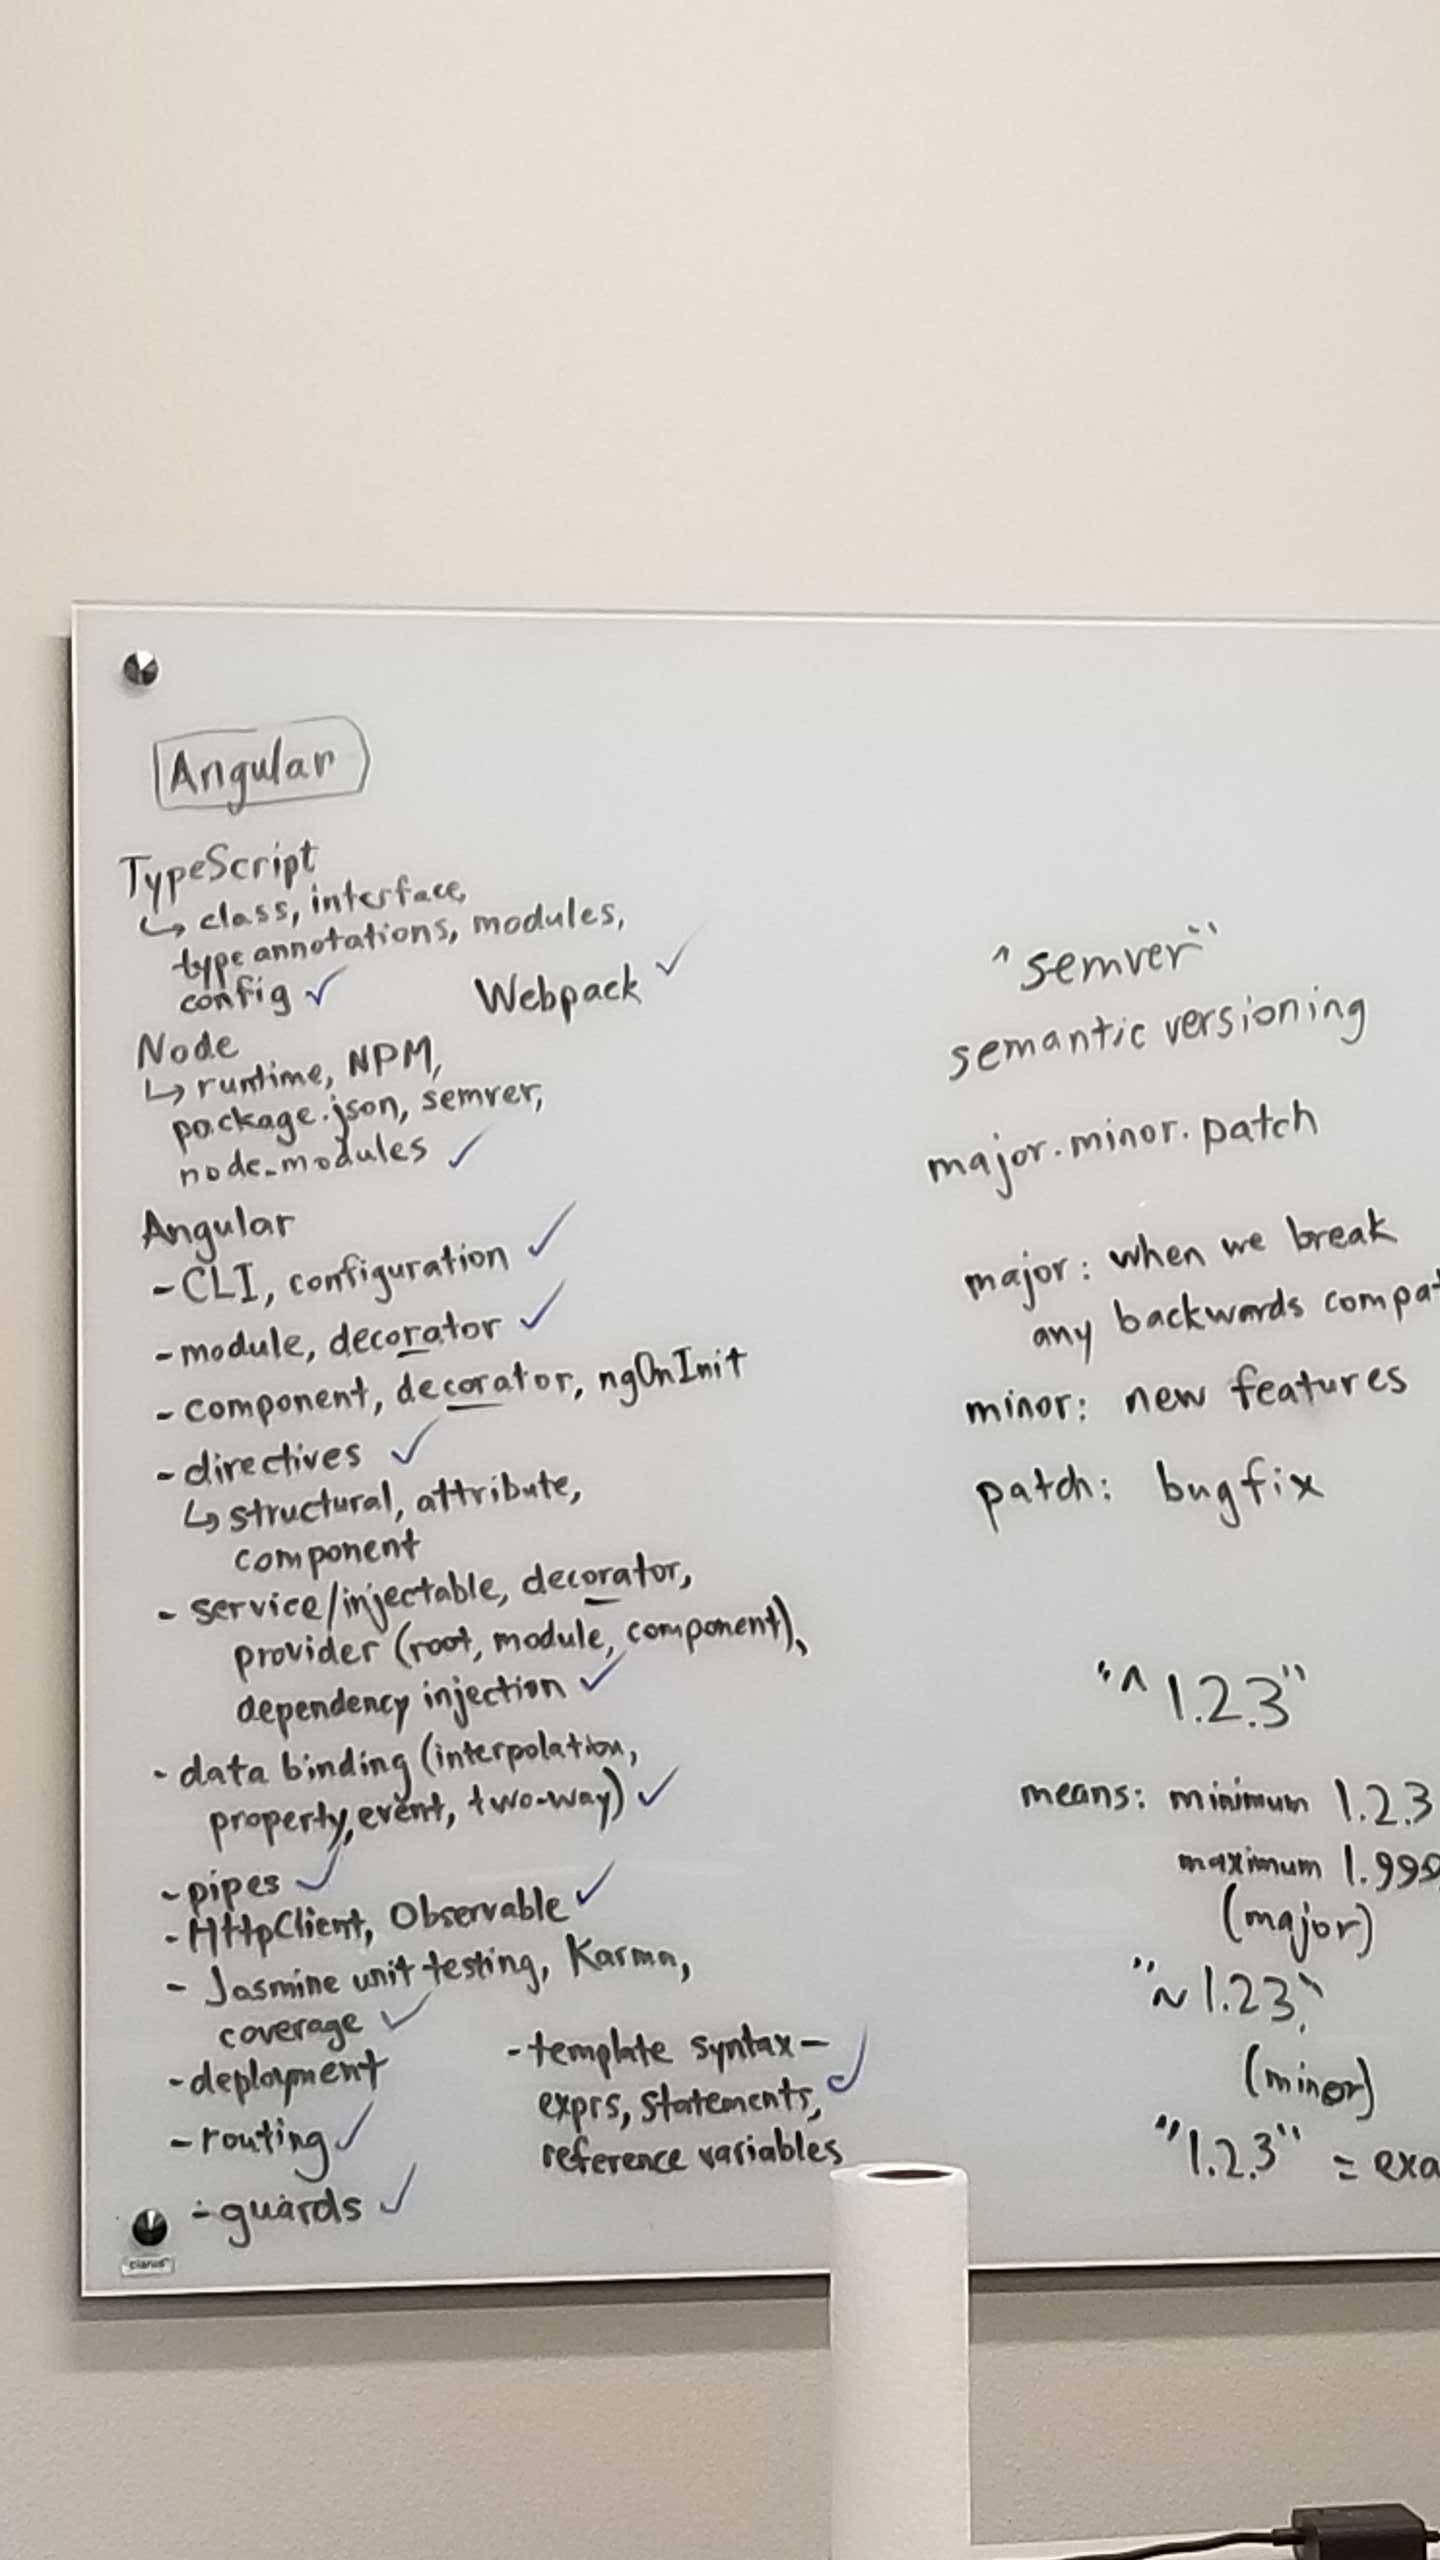 Angular
TypeScript
↳ class, interface,
type annotations, modules,
config ✓
Webpack ✓
Node
↳ runtime, NPM,
package.json, semver,
node_modules ✓
Angular
- CLI, configuration ✓
- module, decorator ✓
- component, decorator, ngOnInit
- directives ✓
↳ structural, attribute,
component
- service/injectable, decorator,
provider (root, module, component),
dependency injection ✓
- data binding (interpolation,
property, event, two-way) ✓
- pipes ✓
- HttpClient, Observable ✓
- Jasmine unit testing, Karma,
coverage ✓
- deployment
- routing ✓
- guards ✓
- template syntax - ✓
exprs, statements,
reference variables
clarus
"semver"
semantic versioning
major.minor.patch
major: when we break
any backwards compat
minor: new features
patch: bugfix
"^1.2.3"
means: minimum 1.2.3
maximum 1.999
(major)
"~1.2.3"
(minor)
"1.2.3" = exa